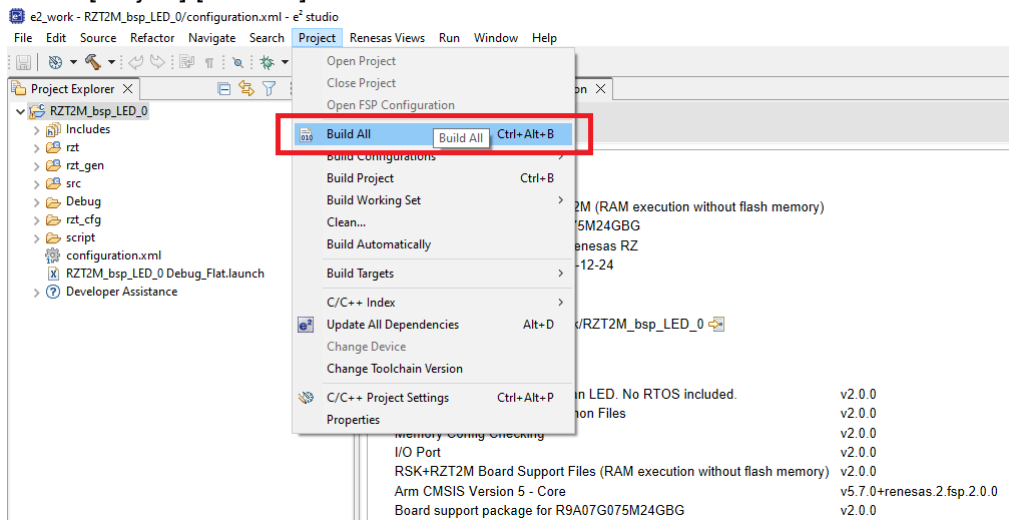 e2_work - RZT2M_bsp_LED_0/configuration.xml - e² studio
File Edit Source Refactor Navigate Search Project Renesas Views Run Window Help
Project Explorer
RZT2M_bsp_LED_0
Includes
rzt
rzt_gen
src
Debug
rzt_cfg
script
configuration.xml
RZT2M_bsp_LED_0 Debug_Flat.launch
Developer Assistance
Open Project
Close Project
Open FSP Configuration
Build All Ctrl+Alt+B
Build All
Build Configurations
Build Project Ctrl+B
Build Working Set
Clean...
Build Automatically
Build Targets
C/C++ Index
Update All Dependencies Alt+D
Change Device
Change Toolchain Version
C/C++ Project Settings Ctrl+Alt+P
Properties
(RAM execution without flash memory)
5M24GBG
RZ
-12-24
/RZT2M_bsp_LED_0
LED. No RTOS included. v2.0.0
Files v2.0.0
Memory Config Checking v2.0.0
I/O Port v2.0.0
RSK+RZT2M Board Support Files (RAM execution without flash memory) v2.0.0
Arm CMSIS Version 5 - Core v5.7.0+renesas.2.fsp.2.0.0
Board support package for R9A07G075M24GBG v2.0.0